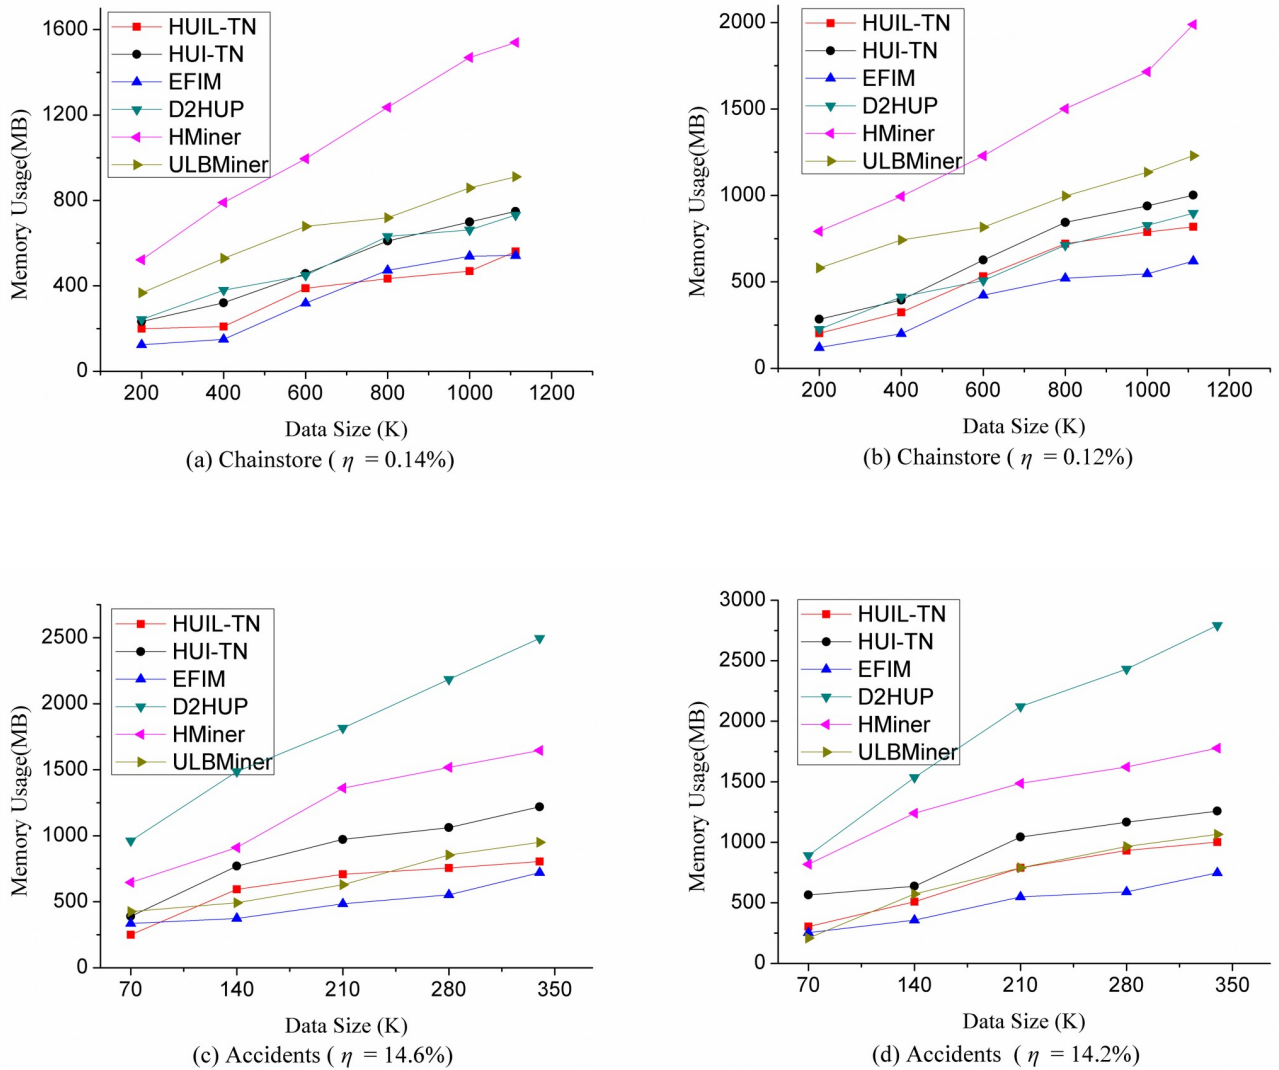 HUIL-TN
HUI-TN
EFIM
D2HUP
HMiner
ULBMiner
1600
1200
800
400
0
Memory Usage(MB)
200 400 600 800 1000 1200
Data Size (K)
(a) Chainstore ( η = 0.14%)
HUIL-TN
HUI-TN
EFIM
D2HUP
HMiner
ULBMiner
2000
1500
1000
500
0
Memory Usage(MB)
200 400 600 800 1000 1200
Data Size (K)
(b) Chainstore ( η = 0.12%)
HUIL-TN
HUI-TN
EFIM
D2HUP
HMiner
ULBMiner
2500
2000
1500
1000
500
0
Memory Usage(MB)
70 140 210 280 350
Data Size (K)
(c) Accidents ( η = 14.6%)
HUIL-TN
HUI-TN
EFIM
D2HUP
HMiner
ULBMiner
3000
2500
2000
1500
1000
500
0
Memory Usage(MB)
70 140 210 280 350
Data Size (K)
(d) Accidents ( η = 14.2%)